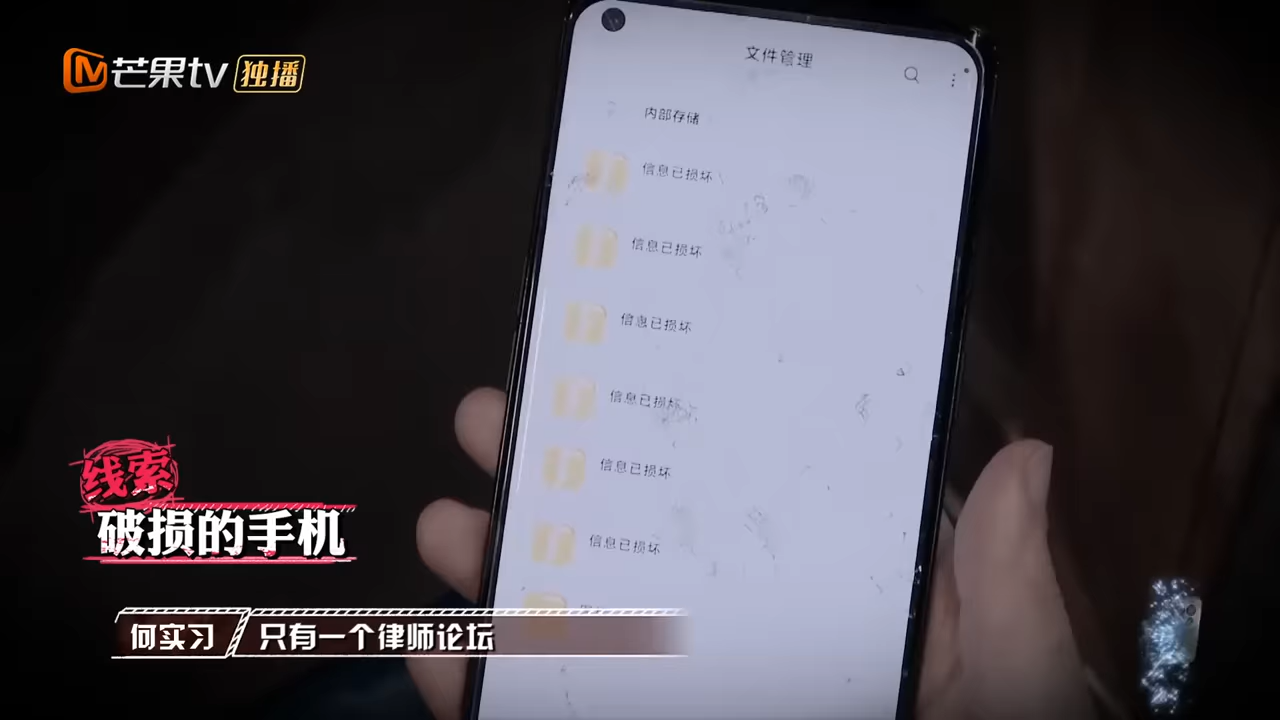 芒果tv 独播
文件管理
内部存储
信息已损坏
信息已损坏
信息已损坏
信息已损坏
信息已损坏
信息已损坏
线索
破损的手机
何实习 只有一个律师论坛